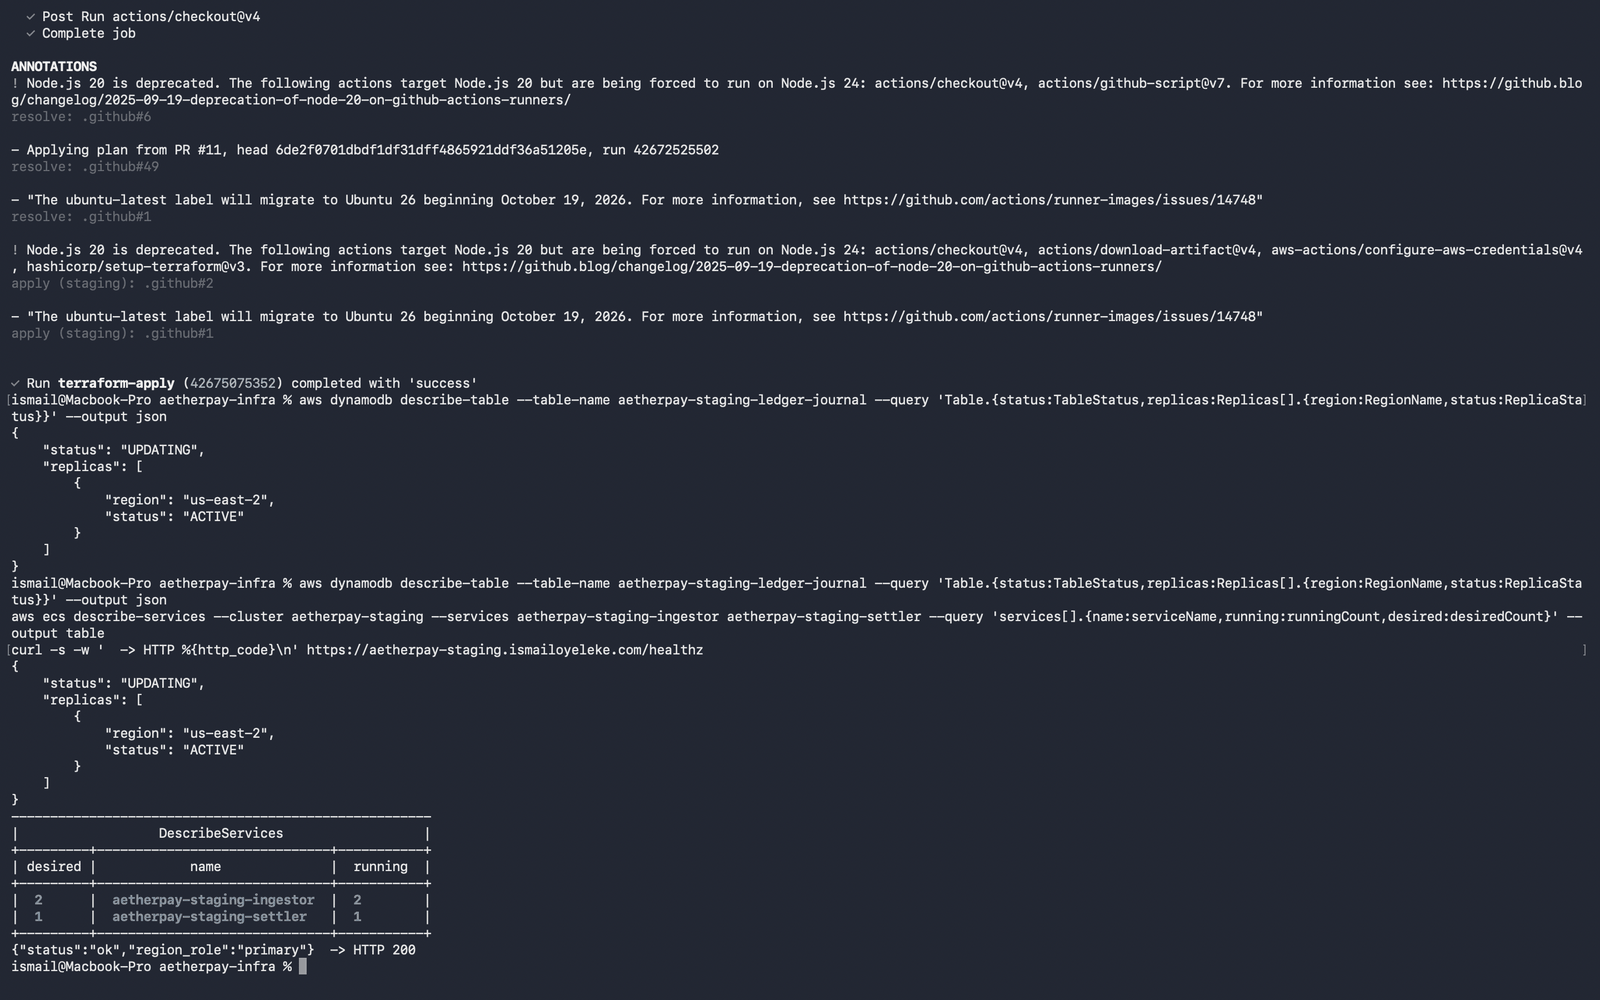 ✓ Post Run actions/checkout@v4
✓ Complete job
ANNOTATIONS
! Node.js 20 is deprecated. The following actions target Node.js 20 but are being forced to run on Node.js 24: actions/checkout@v4, actions/github-script@v7. For more information see: https://github.blo
g/changelog/2025-09-19-deprecation-of-node-20-on-github-actions-runners/
resolve: .github#6
- Applying plan from PR #11, head 6de2f0701dbdf1df31dff4865921ddf36a51205e, run 42672525502
resolve: .github#49
- "The ubuntu-latest label will migrate to Ubuntu 26 beginning October 19, 2026. For more information, see https://github.com/actions/runner-images/issues/14748"
resolve: .github#1
! Node.js 20 is deprecated. The following actions target Node.js 20 but are being forced to run on Node.js 24: actions/checkout@v4, actions/download-artifact@v4, aws-actions/configure-aws-credentials@v4
, hashicorp/setup-terraform@v3. For more information see: https://github.blog/changelog/2025-09-19-deprecation-of-node-20-on-github-actions-runners/
apply (staging): .github#2
- "The ubuntu-latest label will migrate to Ubuntu 26 beginning October 19, 2026. For more information, see https://github.com/actions/runner-images/issues/14748"
apply (staging): .github#1
✓ Run terraform-apply (42675075352) completed with 'success'
[ismail@Macbook-Pro aetherpay-infra % aws dynamodb describe-table --table-name aetherpay-staging-ledger-journal --query 'Table.{status:TableStatus,replicas:Replicas[].{region:RegionName,status:ReplicaSta]
tus}}' --output json
{
    "status": "UPDATING",
    "replicas": [
        {
            "region": "us-east-2",
            "status": "ACTIVE"
        }
    ]
}
ismail@Macbook-Pro aetherpay-infra % aws dynamodb describe-table --table-name aetherpay-staging-ledger-journal --query 'Table.{status:TableStatus,replicas:Replicas[].{region:RegionName,status:ReplicaSta
tus}}' --output json
aws ecs describe-services --cluster aetherpay-staging --services aetherpay-staging-ingestor aetherpay-staging-settler --query 'services[].{name:serviceName,running:runningCount,desired:desiredCount}' --
output table
[curl -s -w '  -> HTTP %{http_code}\n' https://aetherpay-staging.ismailoyeleke.com/healthz ]
{
    "status": "UPDATING",
    "replicas": [
        {
            "region": "us-east-2",
            "status": "ACTIVE"
        }
    ]
}
------------------------------------------------------
|                  DescribeServices                  |
+---------+------------------------------+-----------+
| desired |             name             |  running  |
+---------+------------------------------+-----------+
|  2      |  aetherpay-staging-ingestor  |  2        |
|  1      |  aetherpay-staging-settler   |  1        |
+---------+------------------------------+-----------+
{"status":"ok","region_role":"primary"}  -> HTTP 200
ismail@Macbook-Pro aetherpay-infra %